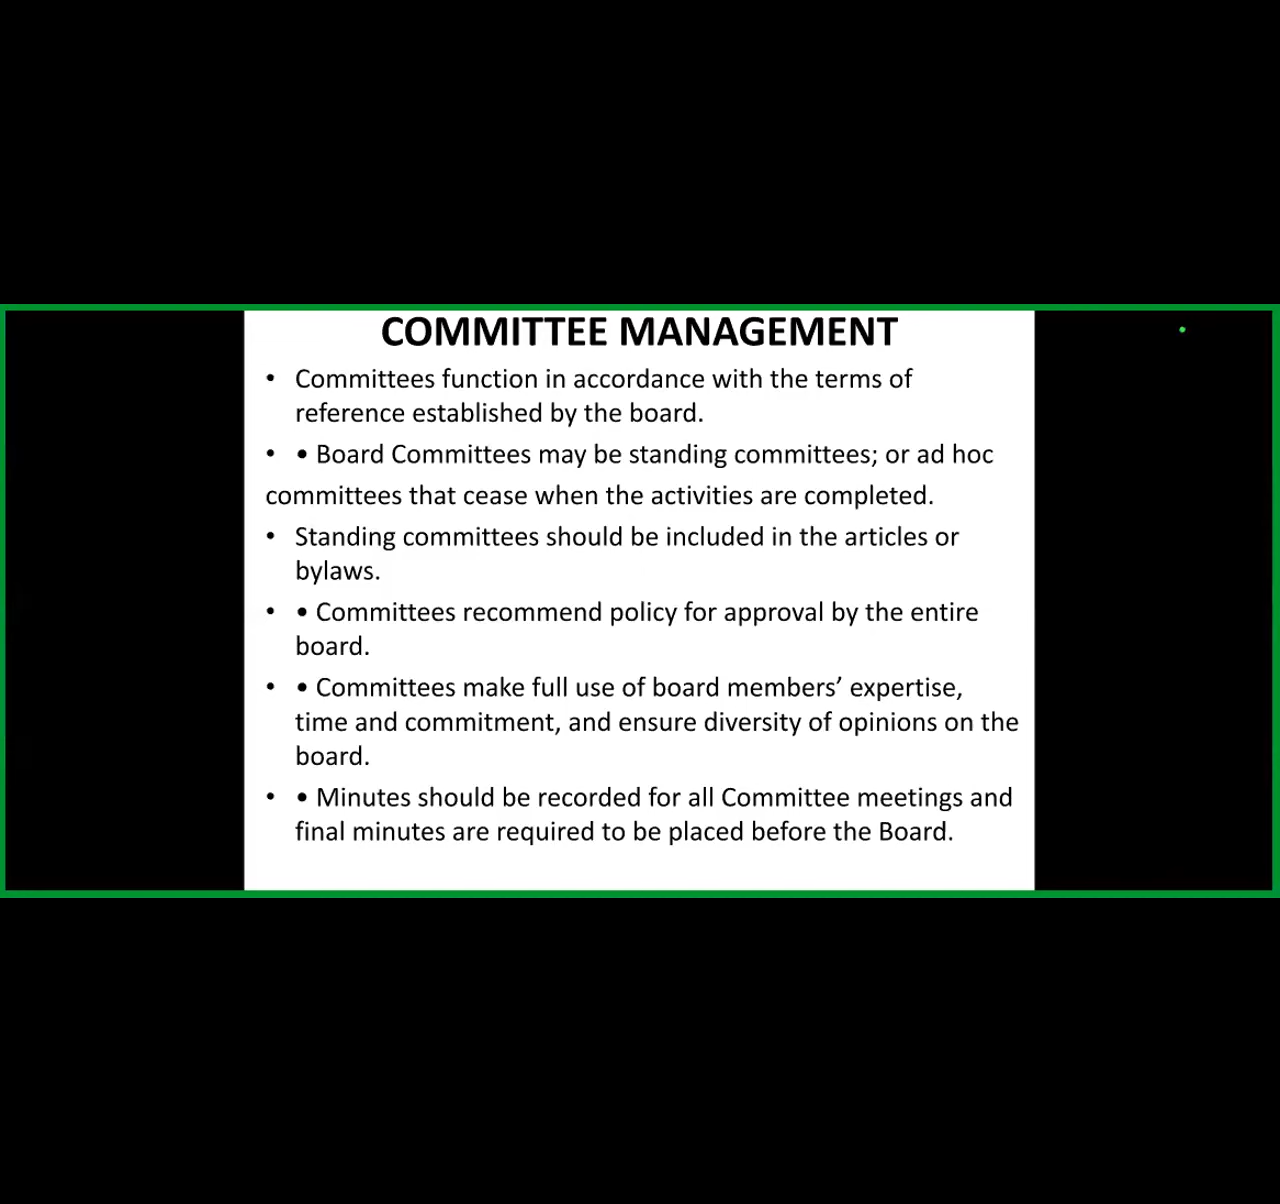 COMMITTEE MANAGEMENT
• Committees function in accordance with the terms of
reference established by the board.
• • Board Committees may be standing committees; or ad hoc
committees that cease when the activities are completed.
• Standing committees should be included in the articles or
bylaws.
• • Committees recommend policy for approval by the entire
board.
• • Committees make full use of board members’ expertise,
time and commitment, and ensure diversity of opinions on the
board.
• • Minutes should be recorded for all Committee meetings and
final minutes are required to be placed before the Board.